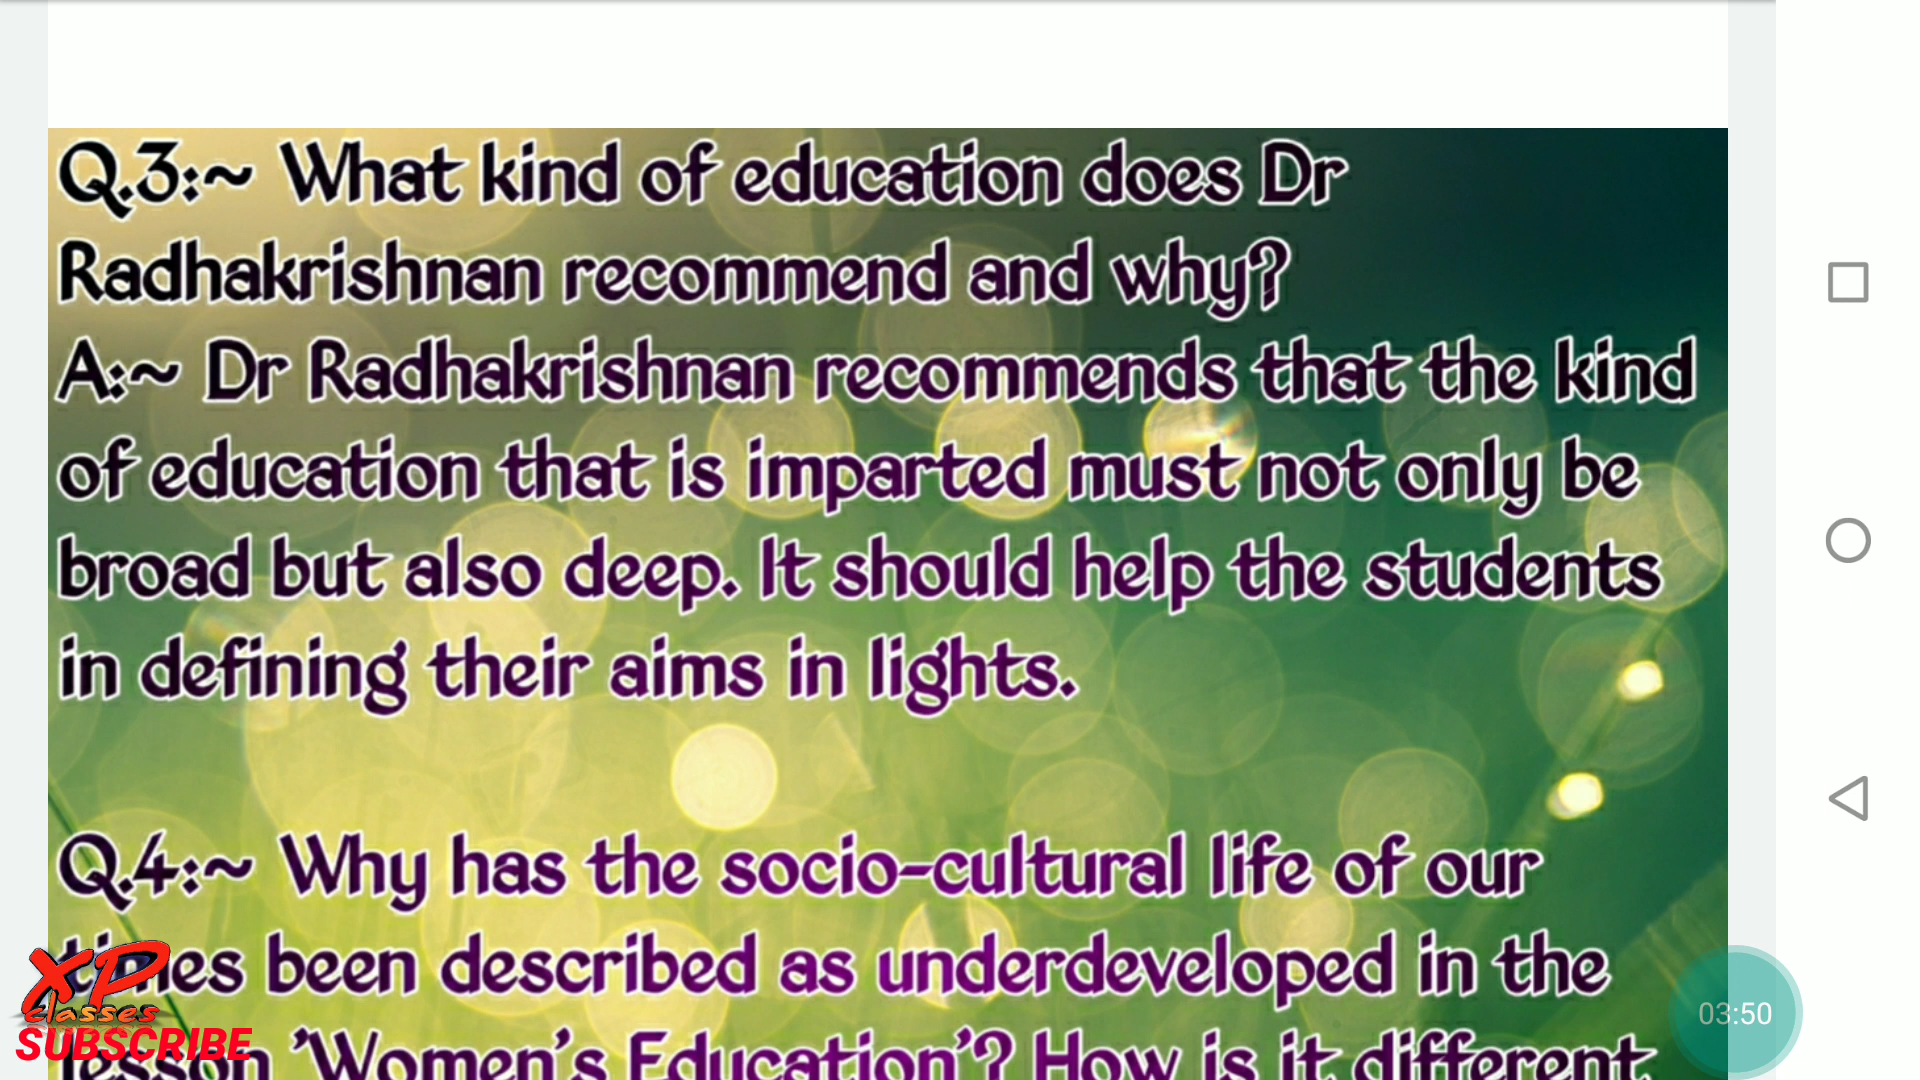 Q.3:~ What kind of education does Dr
Radhakrishnan recommend and why?
A:~ Dr Radhakrishnan recommends that the kind
of education that is imparted must not only be
broad but also deep. It should help the students
in defining their aims in lights.
Q.4:~ Why has the socio-cultural life of our
times been described as underdeveloped in the
lesson 'Women's Education'? How is it different
XP
Classes
SUBSCRIBE
03:50